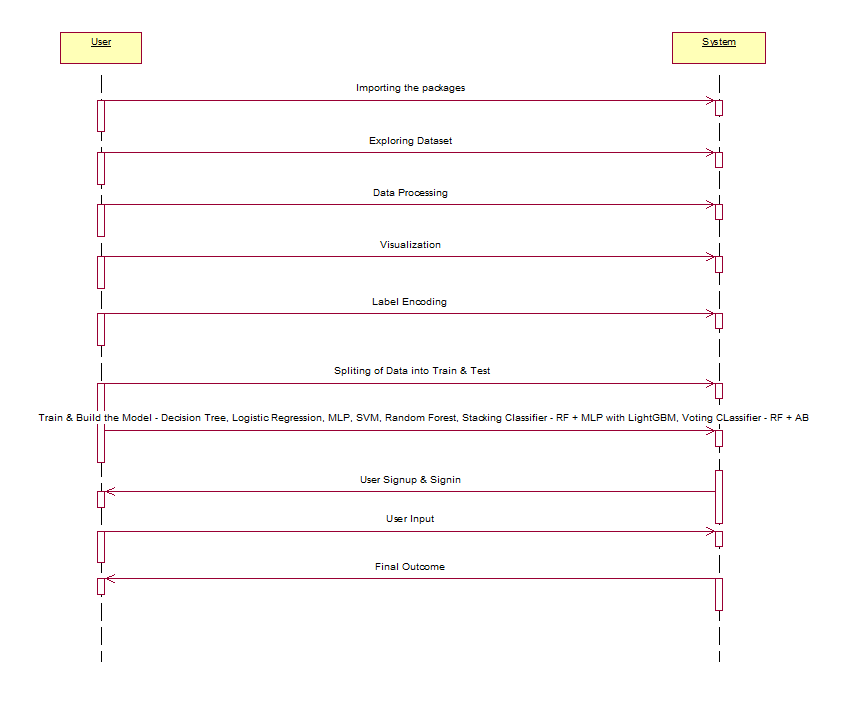 User
System
Importing the packages
Exploring Dataset
Data Processing
Visualization
Label Encoding
Spliting of Data into Train & Test
Train & Build the Model - Decision Tree, Logistic Regression, MLP, SVM, Random Forest, Stacking Classifier - RF + MLP with LightGBM, Voting CLassifier - RF + AB
User Signup & Signin
User Input
Final Outcome